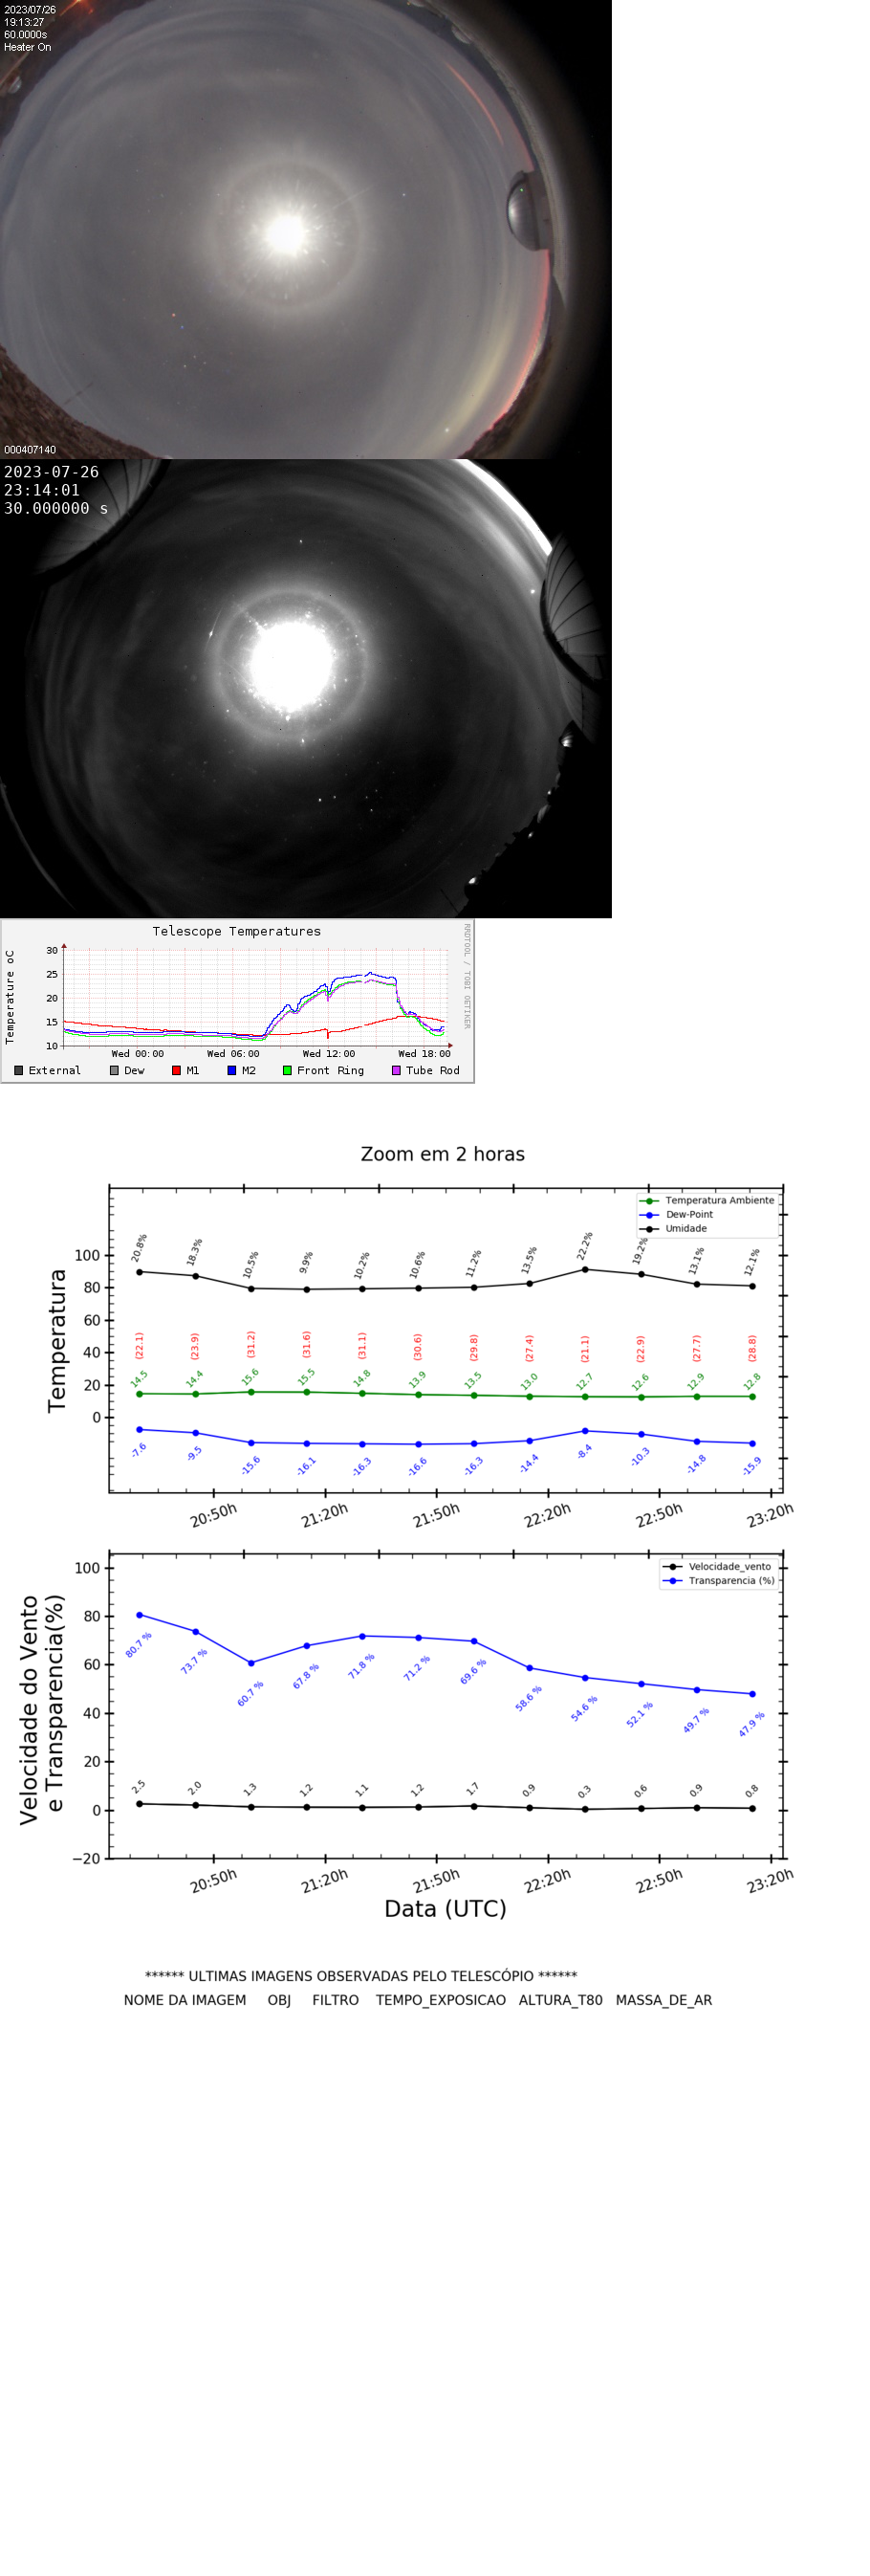 2023/07/26
19:13:27
60.0000s
Heater On
000407140
2023-07-26
23:14:01
30.000000 s
Telescope Temperatures
RRDTOOL / TOBI OETIKER
Temperature oC
30
25
20
15
10
Wed 00:00 Wed 06:00 Wed 12:00 Wed 18:00
External Dew M1 M2 Front Ring Tube Rod
Zoom em 2 horas
Temperatura Ambiente
Dew-Point
Umidade
Temperatura
100
80
60
40
20
0
20.8% 18.3% 10.5% 9.9% 10.2% 10.6% 11.2% 13.5% 22.2% 19.2% 13.1% 12.1%
(22.1) (23.9) (31.2) (31.6) (31.1) (30.6) (29.8) (27.4) (21.1) (22.9) (27.7) (28.8)
14.5 14.4 15.6 15.5 14.8 13.9 13.5 13.0 12.7 12.6 12.9 12.8
-7.6 -9.5 -15.6 -16.1 -16.3 -16.6 -16.3 -14.4 -8.4 -10.3 -14.8 -15.9
20:50h 21:20h 21:50h 22:20h 22:50h 23:20h
Velocidade_vento
Transparencia (%)
Velocidade do Vento
e Transparencia(%)
100
80
60
40
20
0
−20
80.7 % 73.7 % 60.7 % 67.8 % 71.8 % 71.2 % 69.6 % 58.6 % 54.6 % 52.1 % 49.7 % 47.9 %
2.5 2.0 1.3 1.2 1.1 1.2 1.7 0.9 0.3 0.6 0.9 0.8
20:50h 21:20h 21:50h 22:20h 22:50h 23:20h
Data (UTC)
****** ULTIMAS IMAGENS OBSERVADAS PELO TELESCÓPIO ******
NOME DA IMAGEM OBJ FILTRO TEMPO_EXPOSICAO ALTURA_T80 MASSA_DE_AR